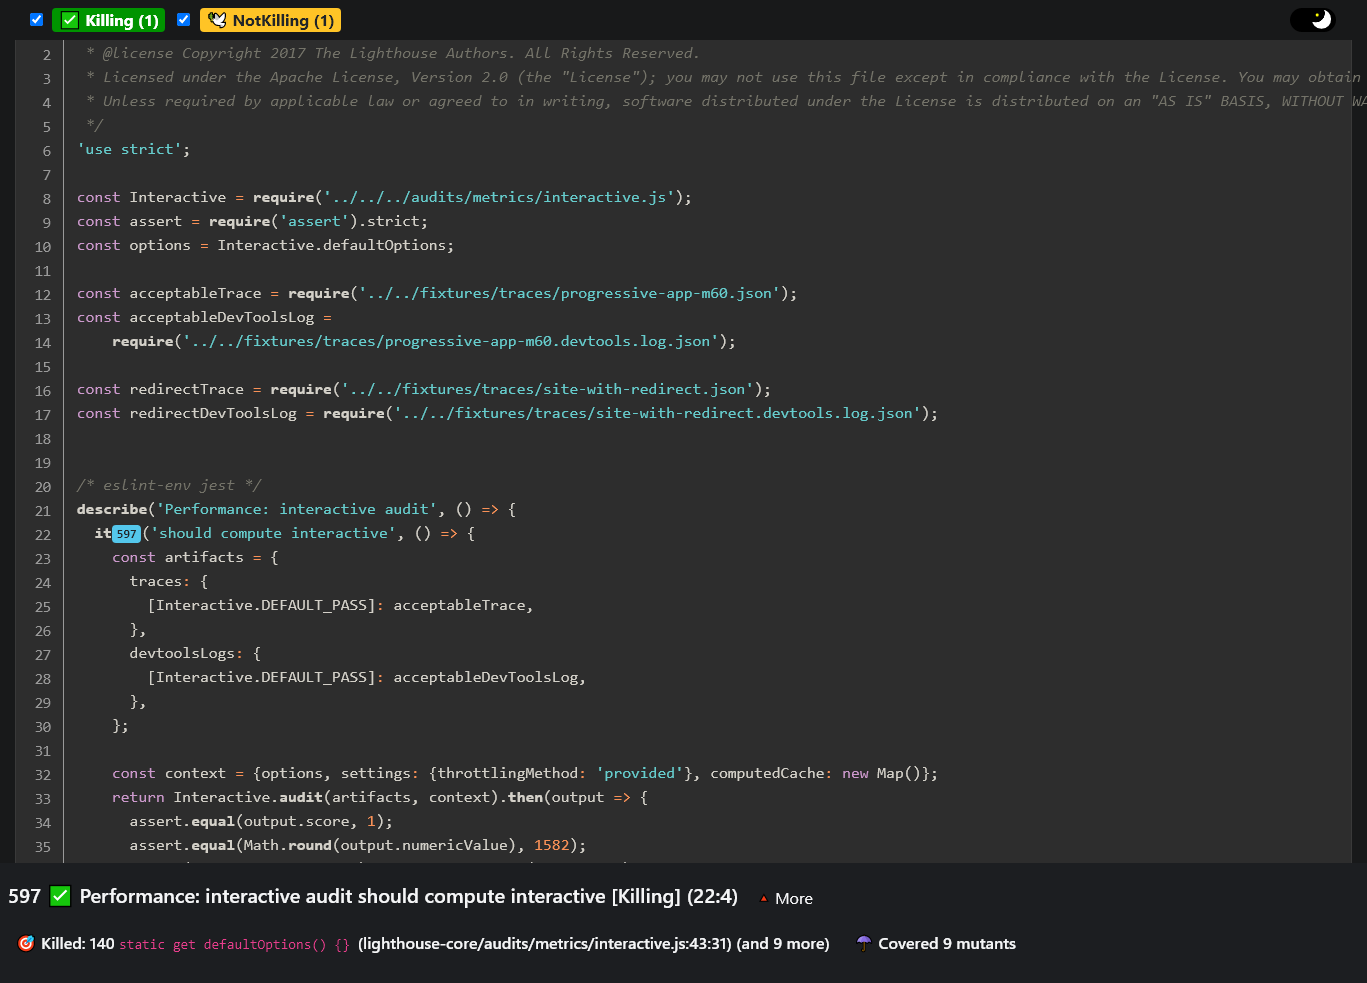 ✅ Killing (1) 🕊 NotKilling (1)
2 * @license Copyright 2017 The Lighthouse Authors. All Rights Reserved.
3 * Licensed under the Apache License, Version 2.0 (the "License"); you may not use this file except in compliance with the License. You may obtain
4 * Unless required by applicable law or agreed to in writing, software distributed under the License is distributed on an "AS IS" BASIS, WITHOUT WA
5 */
6 'use strict';
7
8 const Interactive = require('../../../audits/metrics/interactive.js');
9 const assert = require('assert').strict;
10 const options = Interactive.defaultOptions;
11
12 const acceptableTrace = require('../../fixtures/traces/progressive-app-m60.json');
13 const acceptableDevToolsLog =
14     require('../../fixtures/traces/progressive-app-m60.devtools.log.json');
15
16 const redirectTrace = require('../../fixtures/traces/site-with-redirect.json');
17 const redirectDevToolsLog = require('../../fixtures/traces/site-with-redirect.devtools.log.json');
18
19
20 /* eslint-env jest */
21 describe('Performance: interactive audit', () => {
22   it597('should compute interactive', () => {
23     const artifacts = {
24       traces: {
25         [Interactive.DEFAULT_PASS]: acceptableTrace,
26       },
27       devtoolsLogs: {
28         [Interactive.DEFAULT_PASS]: acceptableDevToolsLog,
29       },
30     };
31
32     const context = {options, settings: {throttlingMethod: 'provided'}, computedCache: new Map()};
33     return Interactive.audit(artifacts, context).then(output => {
34       assert.equal(output.score, 1);
35       assert.equal(Math.round(output.numericValue), 1582);
597 ✅ Performance: interactive audit should compute interactive [Killing] (22:4) 🔺 More
🎯 Killed: 140 static get defaultOptions() {} (lighthouse-core/audits/metrics/interactive.js:43:31) (and 9 more) ☂ Covered 9 mutants